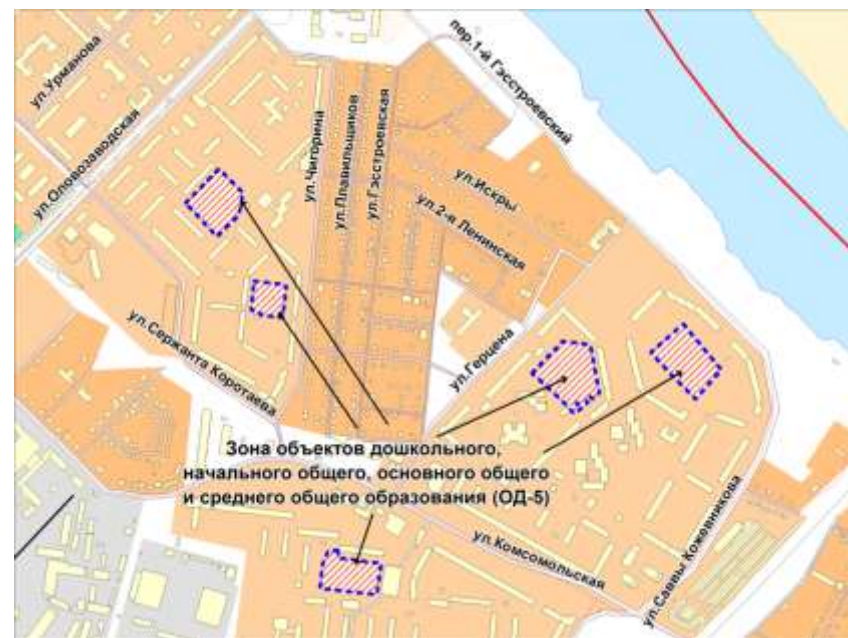 ул.Урманова
ул.Оловозаводская
ул.Чигорина
ул.Плавильщиков
ул.Гэсстроевская
пер.1-й Гэсстроевский
ул.Искры
ул.2-я Ленинская
ул.Сержанта Коротаева
ул.Герцена
Зона объектов дошкольного,
начального общего, основного общего
и среднего общего образования (ОД-5)
ул.Комсомольская
ул.Саввы Кожевникова